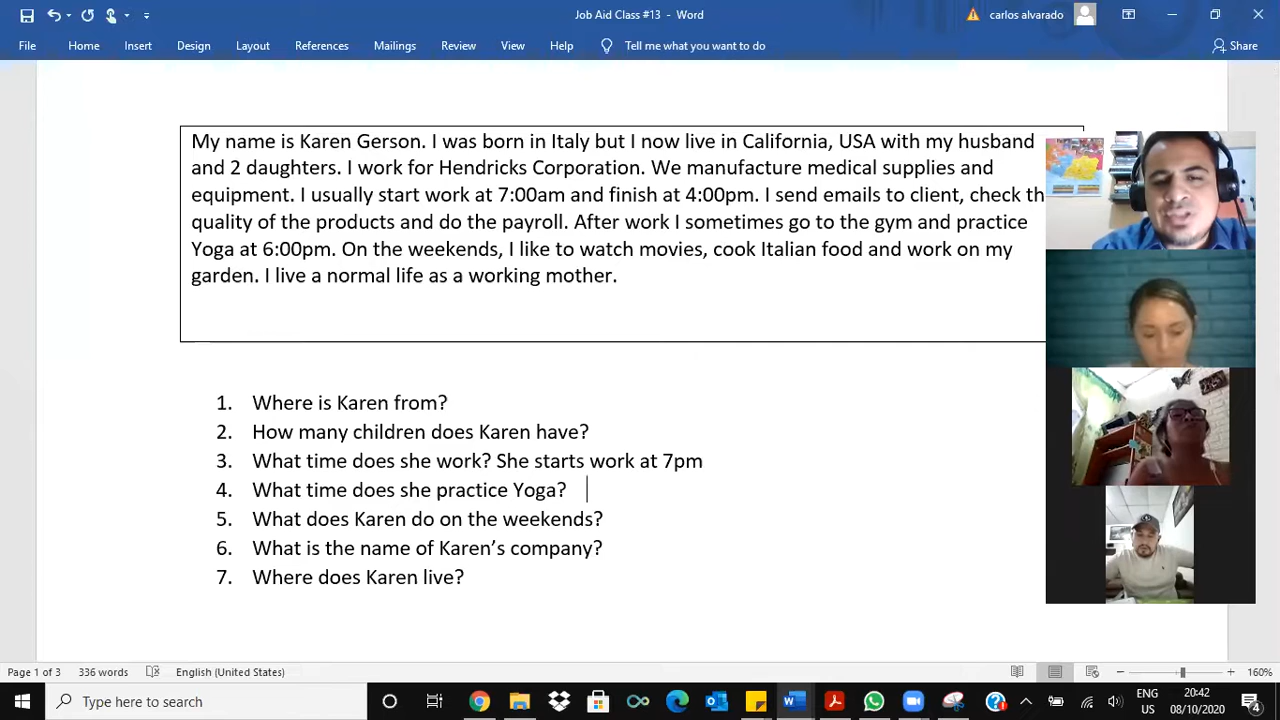 Job Aid Class #13 - Word
carlos alvarado
File Home Insert Design Layout References Mailings Review View Help Tell me what you want to do Share
My name is Karen Gerson. I was born in Italy but I now live in California, USA with my husband
and 2 daughters. I work for Hendricks Corporation. We manufacture medical supplies and
equipment. I usually start work at 7:00am and finish at 4:00pm. I send emails to client, check th
quality of the products and do the payroll. After work I sometimes go to the gym and practice
Yoga at 6:00pm. On the weekends, I like to watch movies, cook Italian food and work on my
garden. I live a normal life as a working mother.
1. Where is Karen from?
2. How many children does Karen have?
3. What time does she work? She starts work at 7pm
4. What time does she practice Yoga?
5. What does Karen do on the weekends?
6. What is the name of Karen’s company?
7. Where does Karen live?
Page 1 of 3 336 words English (United States) 160%
Type here to search
ENG
US
20:42
08/10/2020
4